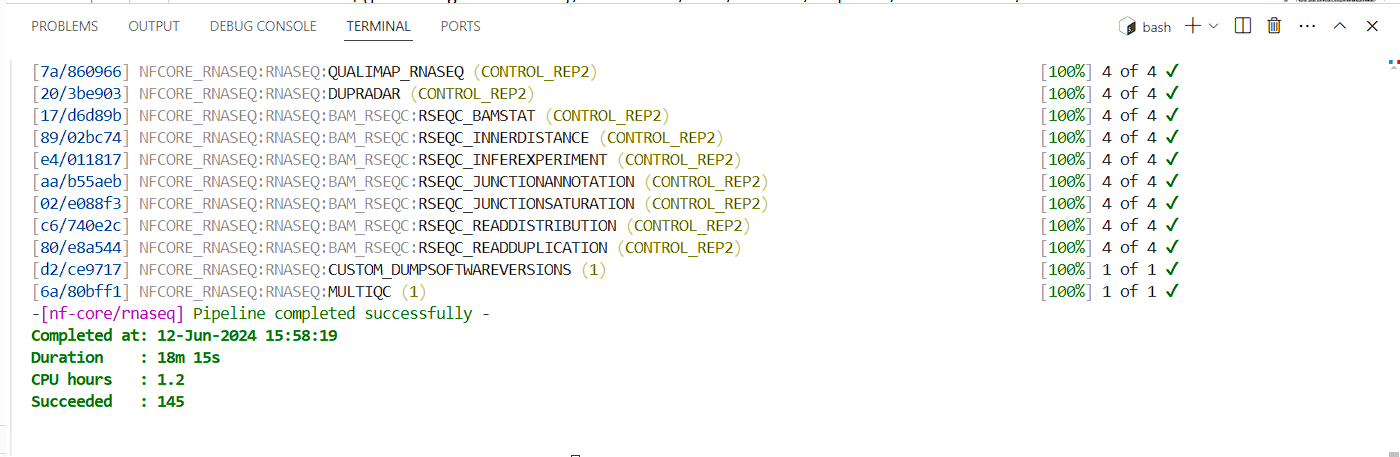 PROBLEMS OUTPUT DEBUG CONSOLE TERMINAL PORTS bash
[7a/860966] NFCORE_RNASEQ:RNASEQ:QUALIMAP_RNASEQ (CONTROL_REP2) [100%] 4 of 4 ✔
[20/3be903] NFCORE_RNASEQ:RNASEQ:DUPRADAR (CONTROL_REP2) [100%] 4 of 4 ✔
[17/d6d89b] NFCORE_RNASEQ:RNASEQ:BAM_RSEQC:RSEQC_BAMSTAT (CONTROL_REP2) [100%] 4 of 4 ✔
[89/02bc74] NFCORE_RNASEQ:RNASEQ:BAM_RSEQC:RSEQC_INNERDISTANCE (CONTROL_REP2) [100%] 4 of 4 ✔
[e4/011817] NFCORE_RNASEQ:RNASEQ:BAM_RSEQC:RSEQC_INFEREXPERIMENT (CONTROL_REP2) [100%] 4 of 4 ✔
[aa/b55aeb] NFCORE_RNASEQ:RNASEQ:BAM_RSEQC:RSEQC_JUNCTIONANNOTATION (CONTROL_REP2) [100%] 4 of 4 ✔
[02/e088f3] NFCORE_RNASEQ:RNASEQ:BAM_RSEQC:RSEQC_JUNCTIONSATURATION (CONTROL_REP2) [100%] 4 of 4 ✔
[c6/740e2c] NFCORE_RNASEQ:RNASEQ:BAM_RSEQC:RSEQC_READDISTRIBUTION (CONTROL_REP2) [100%] 4 of 4 ✔
[80/e8a544] NFCORE_RNASEQ:RNASEQ:BAM_RSEQC:RSEQC_READDUPLICATION (CONTROL_REP2) [100%] 4 of 4 ✔
[d2/ce9717] NFCORE_RNASEQ:RNASEQ:CUSTOM_DUMPSOFTWAREVERSIONS (1) [100%] 1 of 1 ✔
[6a/80bff1] NFCORE_RNASEQ:RNASEQ:MULTIQC (1) [100%] 1 of 1 ✔
-[nf-core/rnaseq] Pipeline completed successfully -
Completed at: 12-Jun-2024 15:58:19
Duration    : 18m 15s
CPU hours   : 1.2
Succeeded   : 145